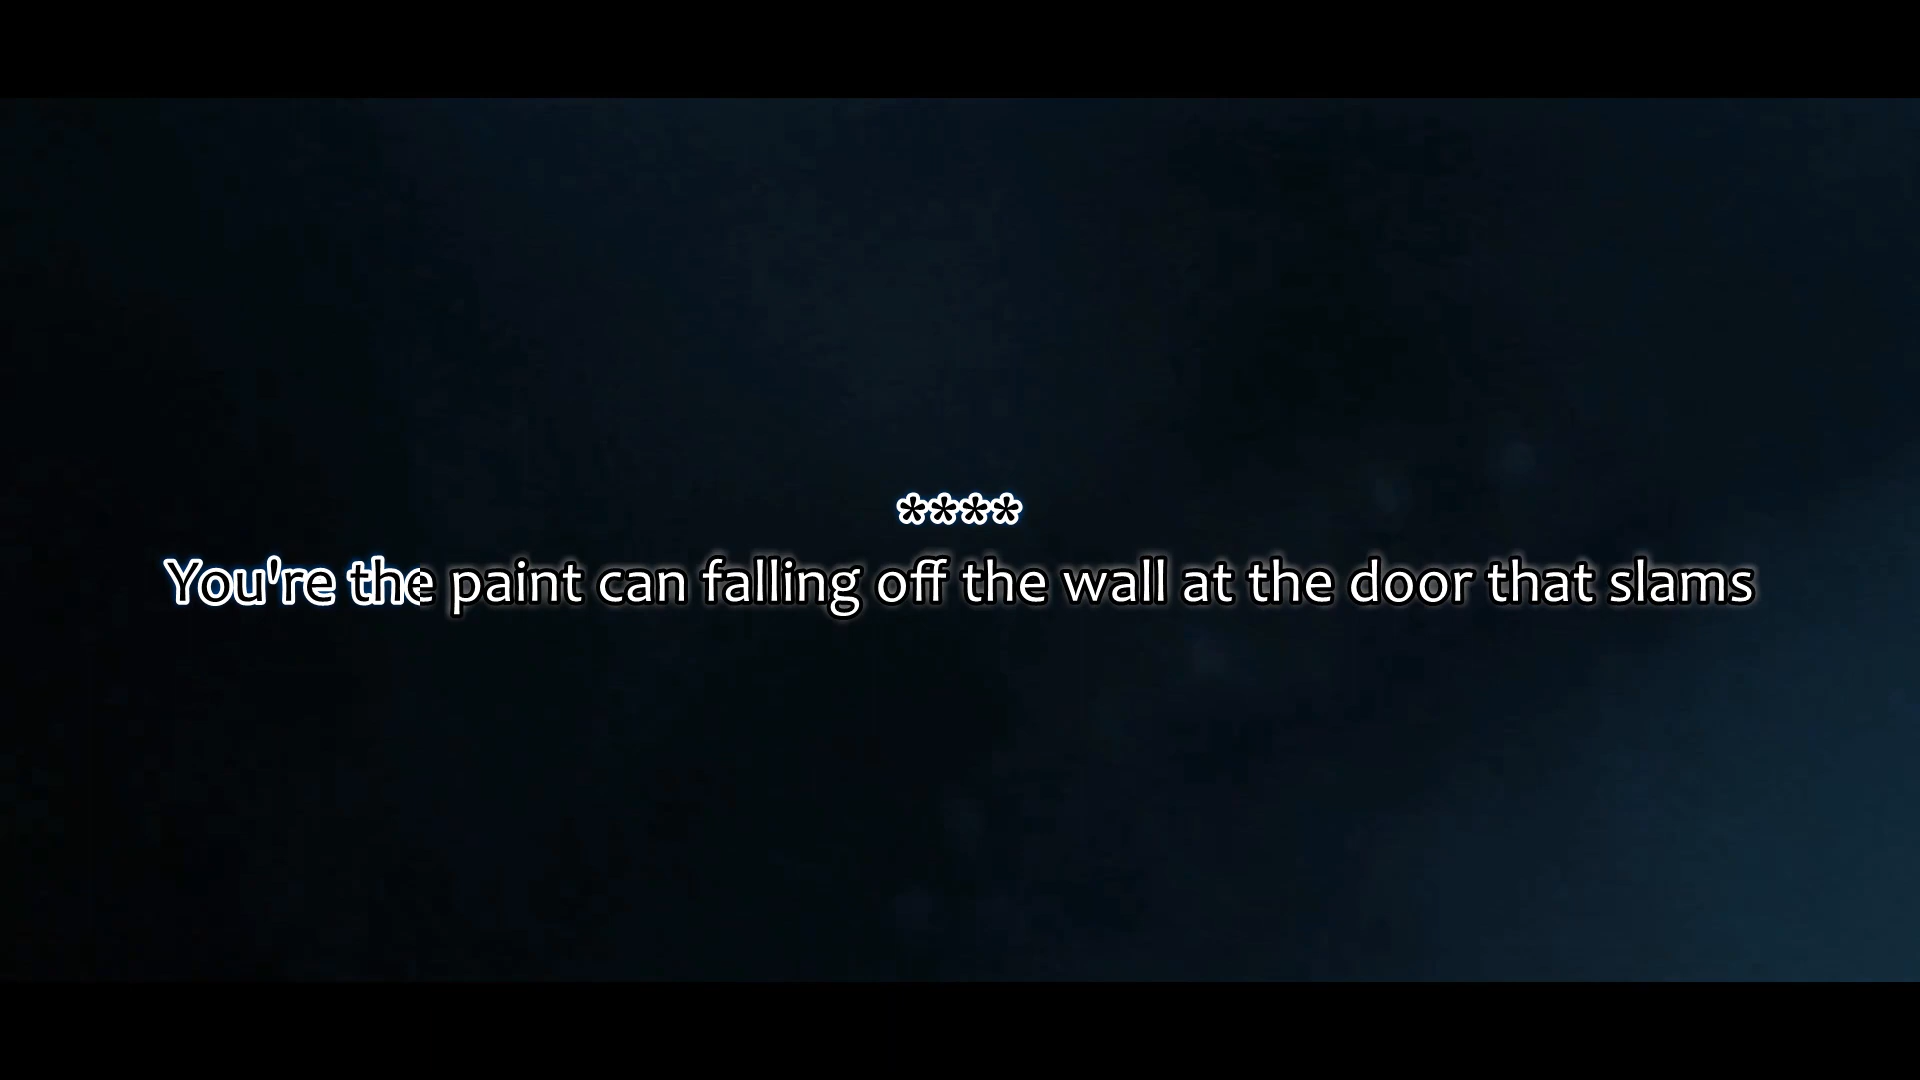 ****
You're the paint can falling off the wall at the door that slams